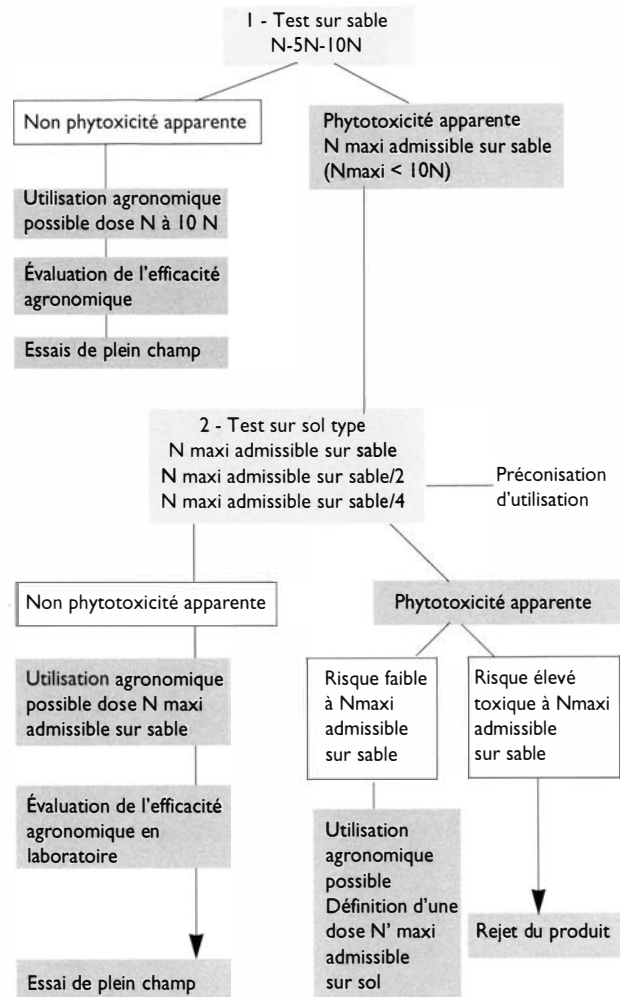 1 - Test sur sable
N-5N-10N
Non phytoxicité apparente
Phytotoxicité apparente
N maxi admissible sur sable
(Nmaxi < 10N)
Utilisation agronomique
possible dose N à 10 N
Évaluation de l'efficacité
agronomique
Essais de plein champ
2 - Test sur sol type
N maxi admissible sur sable
N maxi admissible sur sable/2
N maxi admissible sur sable/4
Préconisation
d'utilisation
Non phytotoxicité apparente
Phytotoxicité apparente
Utilisation agronomique
possible dose N maxi
admissible sur sable
Risque faible
à Nmaxi
admissible
sur sable
Risque élevé
toxique à Nmaxi
admissible
sur sable
Évaluation de l'efficacité
agronomique en
laboratoire
Utilisation
agronomique
possible
Définition d'une
dose N' maxi
admissible
sur sol
Rejet du produit
Essai de plein champ